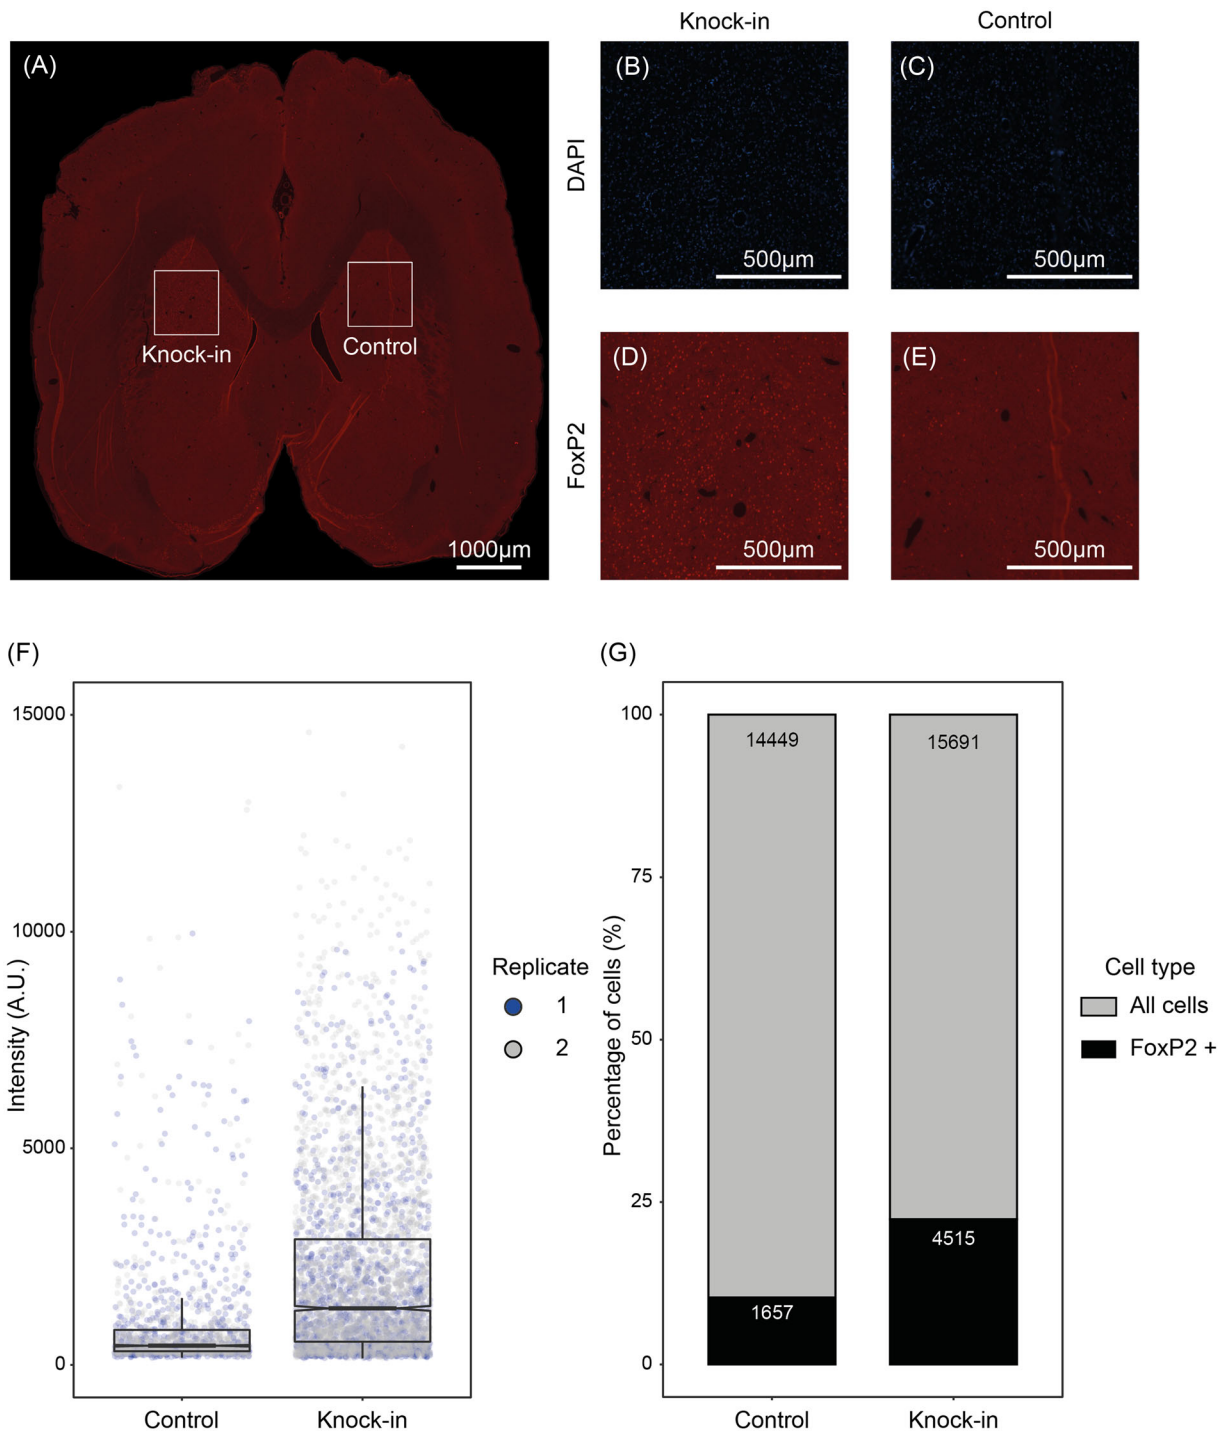 Knock-in
Control
(A)
(B)
(C)
DAPI
500µm
500µm
Knock-in
Control
(D)
(E)
FoxP2
1000µm
500µm
500µm
(F)
(G)
15000
10000
5000
0
Intensity (A.U.)
Control
Knock-in
Replicate
1
2
100
75
50
25
0
Percentage of cells (%)
14449
15691
1657
4515
Control
Knock-in
Cell type
All cells
FoxP2 +